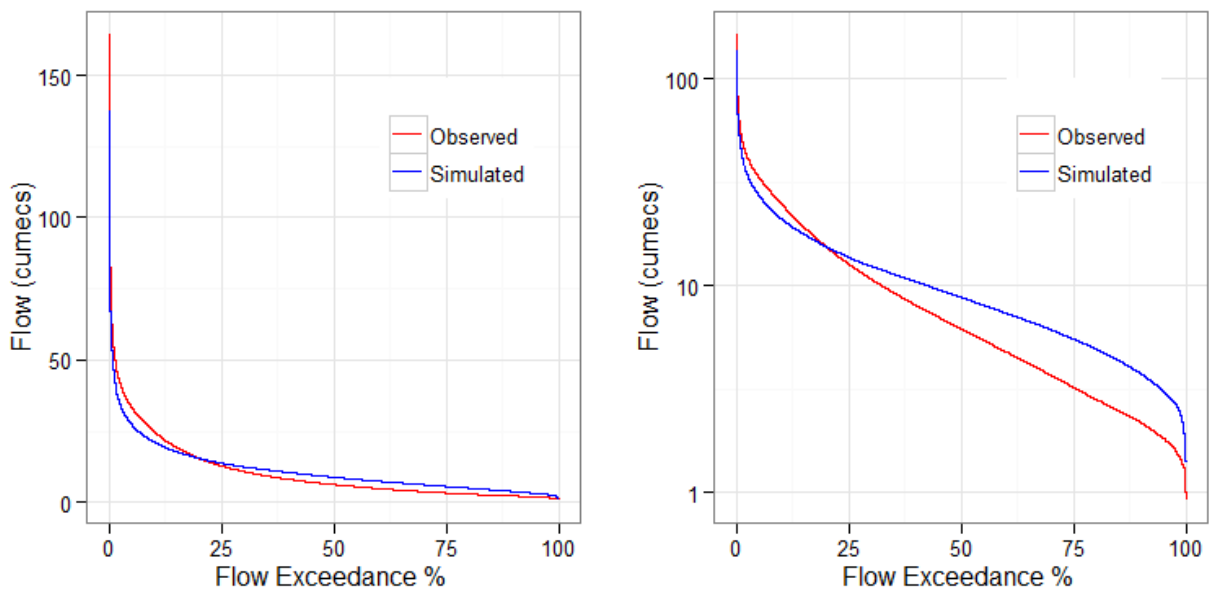 150
100
50
0
Flow (cumecs)
Observed
Simulated
0 25 50 75 100
Flow Exceedance %
100
10
1
Flow (cumecs)
Observed
Simulated
0 25 50 75 100
Flow Exceedance %